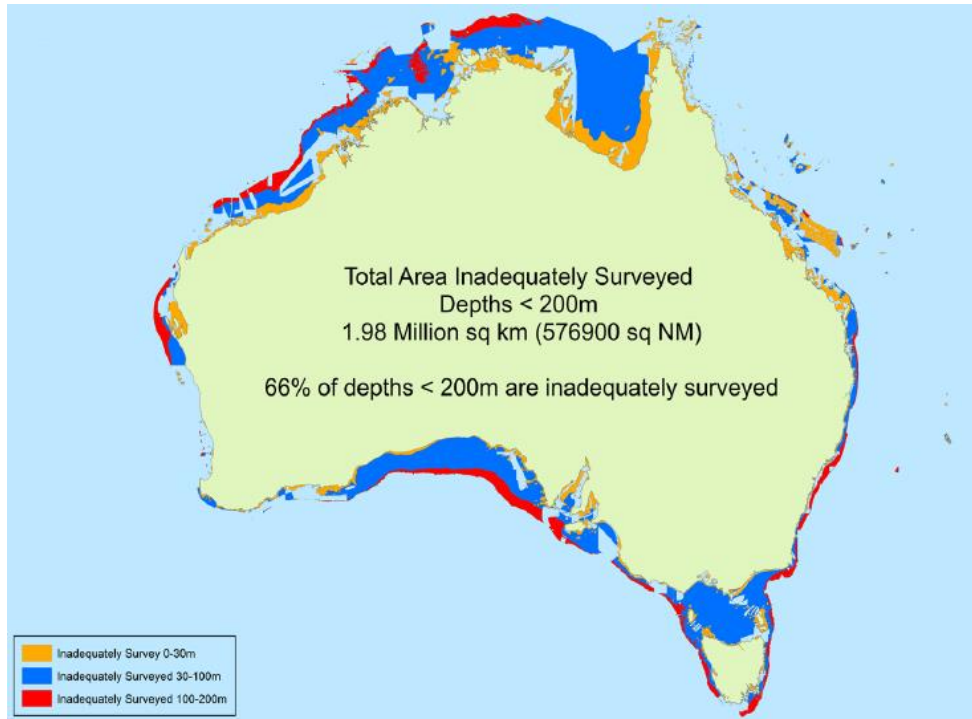 Total Area Inadequately Surveyed
Depths < 200m
1.98 Million sq km (576900 sq NM)
66% of depths < 200m are inadequately surveyed
Inadequately Survey 0-30m
Inadequately Surveyed 30-100m
Inadequately Surveyed 100-200m